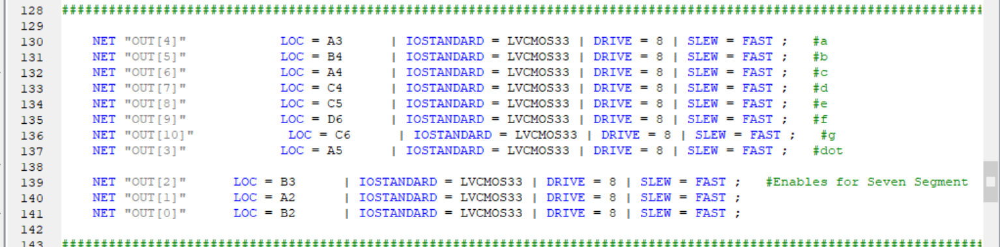 128 ######################################################################################################################
129
130 NET "OUT[4]" LOC = A3 | IOSTANDARD = LVCMOS33 | DRIVE = 8 | SLEW = FAST ; #a
131 NET "OUT[5]" LOC = B4 | IOSTANDARD = LVCMOS33 | DRIVE = 8 | SLEW = FAST ; #b
132 NET "OUT[6]" LOC = A4 | IOSTANDARD = LVCMOS33 | DRIVE = 8 | SLEW = FAST ; #c
133 NET "OUT[7]" LOC = C4 | IOSTANDARD = LVCMOS33 | DRIVE = 8 | SLEW = FAST ; #d
134 NET "OUT[8]" LOC = C5 | IOSTANDARD = LVCMOS33 | DRIVE = 8 | SLEW = FAST ; #e
135 NET "OUT[9]" LOC = D6 | IOSTANDARD = LVCMOS33 | DRIVE = 8 | SLEW = FAST ; #f
136 NET "OUT[10]" LOC = C6 | IOSTANDARD = LVCMOS33 | DRIVE = 8 | SLEW = FAST ; #g
137 NET "OUT[3]" LOC = A5 | IOSTANDARD = LVCMOS33 | DRIVE = 8 | SLEW = FAST ; #dot
138
139 NET "OUT[2]" LOC = B3 | IOSTANDARD = LVCMOS33 | DRIVE = 8 | SLEW = FAST ; #Enables for Seven Segment
140 NET "OUT[1]" LOC = A2 | IOSTANDARD = LVCMOS33 | DRIVE = 8 | SLEW = FAST ;
141 NET "OUT[0]" LOC = B2 | IOSTANDARD = LVCMOS33 | DRIVE = 8 | SLEW = FAST ;
142
143 ######################################################################################################################